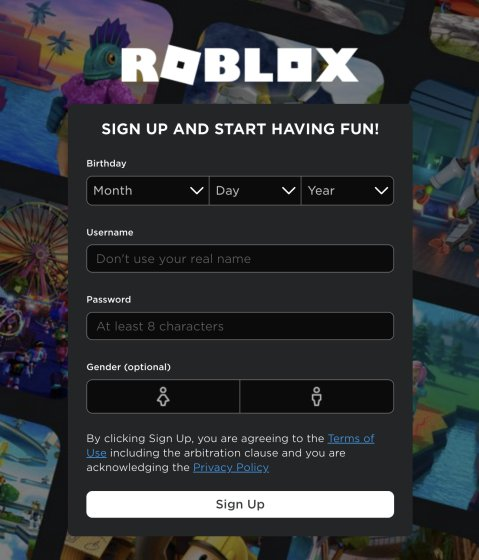 ROBLOX
SIGN UP AND START HAVING FUN!
Birthday
Month Day Year
Username
Don't use your real name
Password
At least 8 characters
Gender (optional)
By clicking Sign Up, you are agreeing to the Terms of
Use including the arbitration clause and you are
acknowledging the Privacy Policy
Sign Up